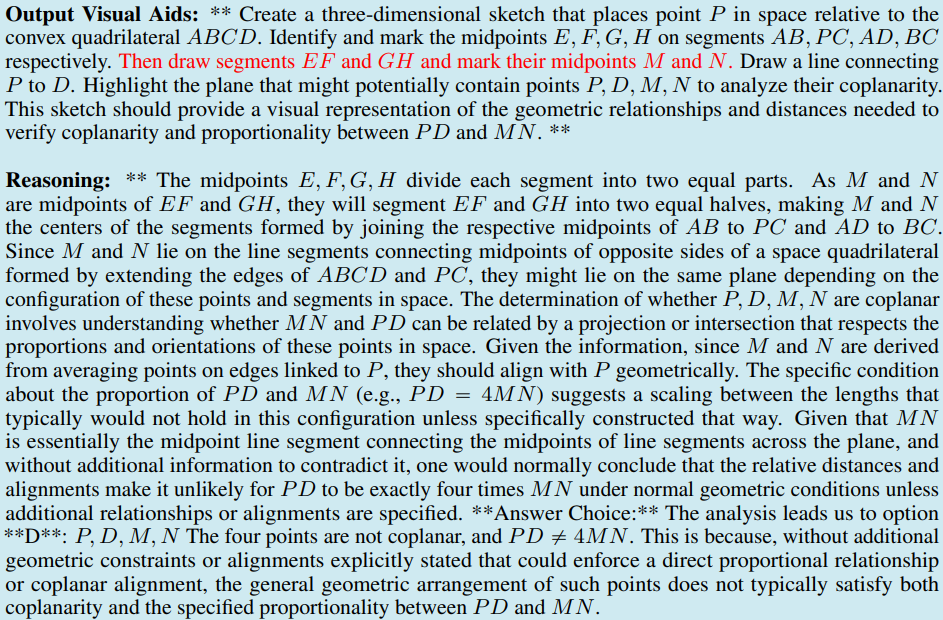 Output Visual Aids: ** Create a three-dimensional sketch that places point P in space relative to the
convex quadrilateral ABCD. Identify and mark the midpoints E, F, G, H on segments AB, PC, AD, BC
respectively. Then draw segments EF and GH and mark their midpoints M and N. Draw a line connecting
P to D. Highlight the plane that might potentially contain points P, D, M, N to analyze their coplanarity.
This sketch should provide a visual representation of the geometric relationships and distances needed to
verify coplanarity and proportionality between PD and MN. **
Reasoning: ** The midpoints E, F, G, H divide each segment into two equal parts. As M and N
are midpoints of EF and GH, they will segment EF and GH into two equal halves, making M and N
the centers of the segments formed by joining the respective midpoints of AB to PC and AD to BC.
Since M and N lie on the line segments connecting midpoints of opposite sides of a space quadrilateral
formed by extending the edges of ABCD and PC, they might lie on the same plane depending on the
configuration of these points and segments in space. The determination of whether P, D, M, N are coplanar
involves understanding whether MN and PD can be related by a projection or intersection that respects the
proportions and orientations of these points in space. Given the information, since M and N are derived
from averaging points on edges linked to P, they should align with P geometrically. The specific condition
about the proportion of PD and MN (e.g., PD = 4MN) suggests a scaling between the lengths that
typically would not hold in this configuration unless specifically constructed that way. Given that MN
is essentially the midpoint line segment connecting the midpoints of line segments across the plane, and
without additional information to contradict it, one would normally conclude that the relative distances and
alignments make it unlikely for PD to be exactly four times MN under normal geometric conditions unless
additional relationships or alignments are specified. **Answer Choice:** The analysis leads us to option
**D**: P, D, M, N The four points are not coplanar, and PD ≠ 4MN. This is because, without additional
geometric constraints or alignments explicitly stated that could enforce a direct proportional relationship
or coplanar alignment, the general geometric arrangement of such points does not typically satisfy both
coplanarity and the specified proportionality between PD and MN.